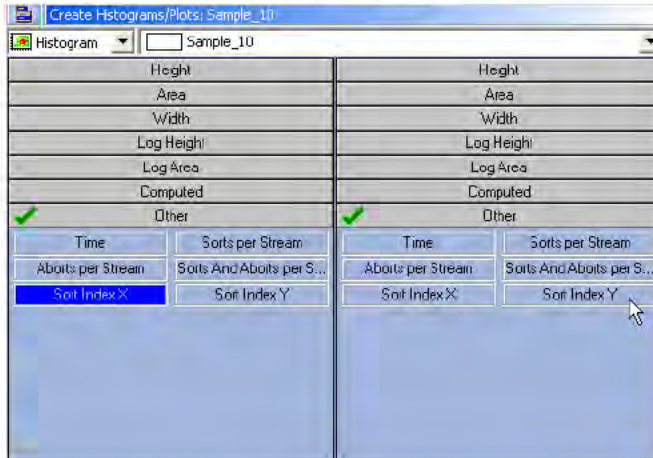 Create Histograms/Plots: Sample_10
Histogram Sample_10
Height Height
Area Area
Width Width
Log Height Log Height
Log Area Log Area
Computed Computed
Other Other
Time Sorts per Stream Time Sorts per Stream
Aborts per Stream Sorts And Aborts per S... Aborts per Stream Sorts And Aborts per S...
Sort Index X Sort Index Y Sort Index X Sort Index Y